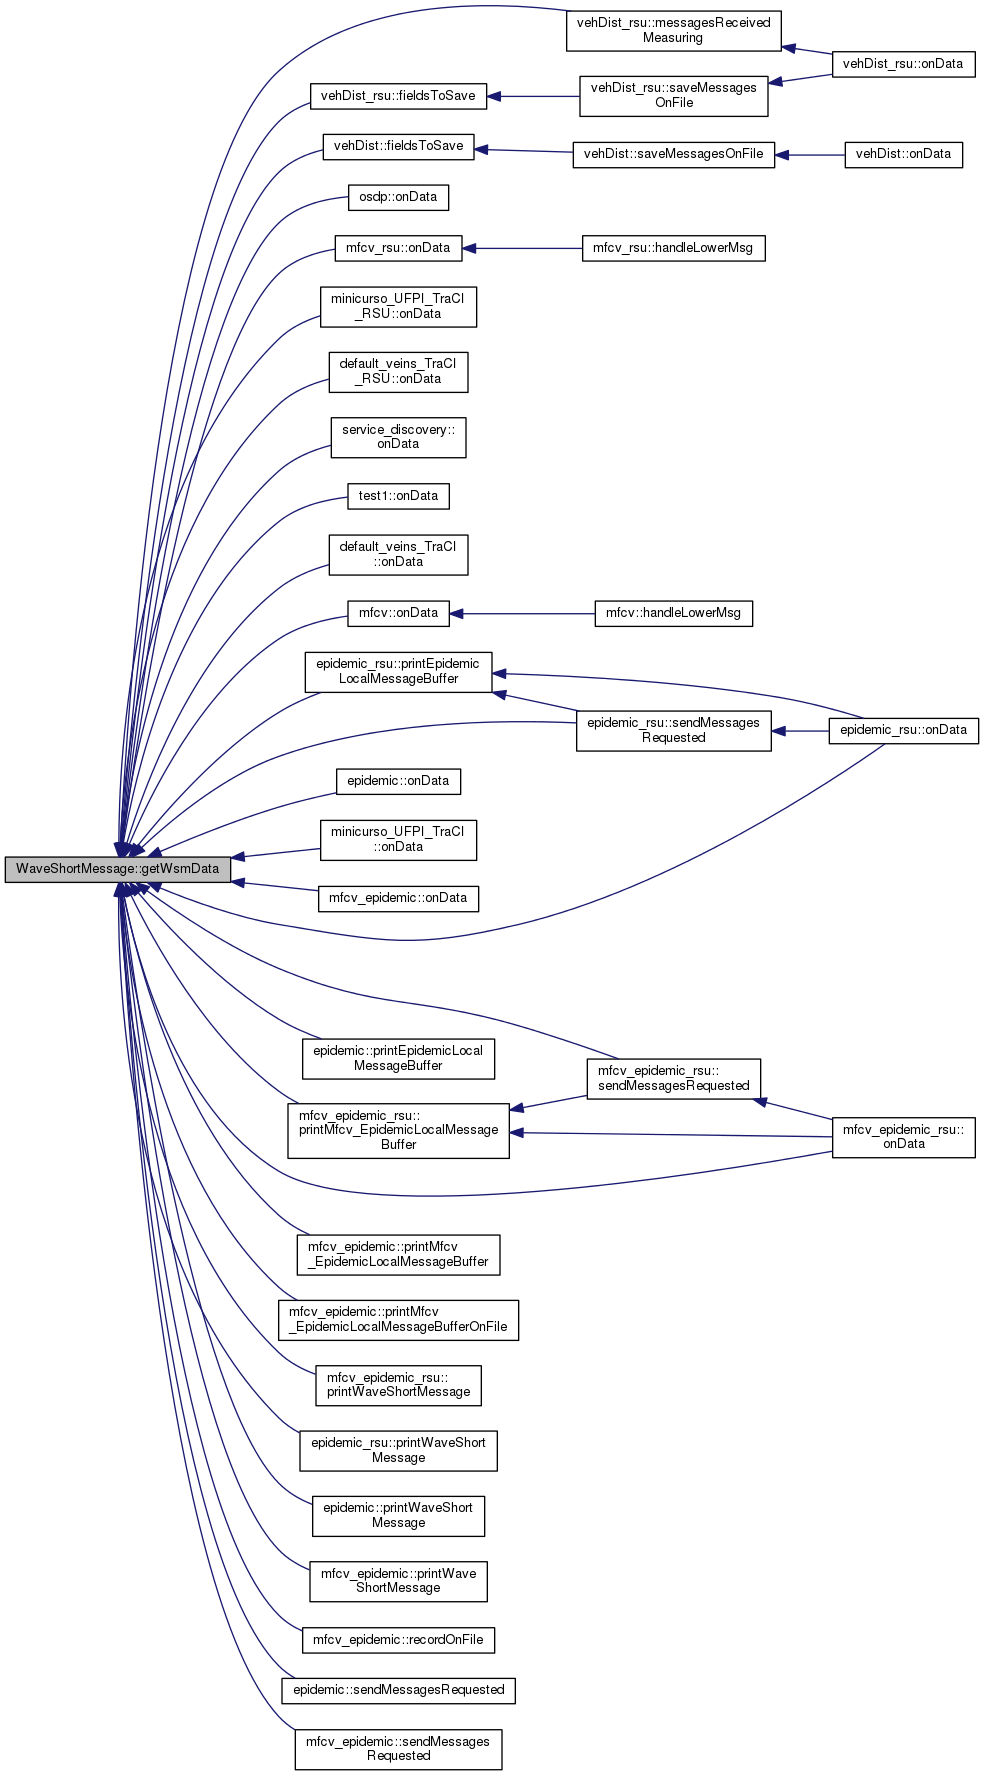 vehDist_rsu::messagesReceived
Measuring
vehDist_rsu::onData
vehDist_rsu::fieldsToSave
vehDist_rsu::saveMessages
OnFile
vehDist::fieldsToSave
vehDist::saveMessagesOnFile
vehDist::onData
osdp::onData
mfcv_rsu::onData
mfcv_rsu::handleLowerMsg
minicurso_UFPI_TraCI
_RSU::onData
default_veins_TraCI
_RSU::onData
service_discovery::
onData
test1::onData
default_veins_TraCI
::onData
mfcv::onData
mfcv::handleLowerMsg
epidemic_rsu::printEpidemic
LocalMessageBuffer
epidemic_rsu::sendMessages
Requested
epidemic_rsu::onData
epidemic::onData
minicurso_UFPI_TraCI
::onData
WaveShortMessage::getWsmData
mfcv_epidemic::onData
epidemic::printEpidemicLocal
MessageBuffer
mfcv_epidemic_rsu::
sendMessagesRequested
mfcv_epidemic_rsu::
printMfcv_EpidemicLocalMessage
Buffer
mfcv_epidemic_rsu::
onData
mfcv_epidemic::printMfcv
_EpidemicLocalMessageBuffer
mfcv_epidemic::printMfcv
_EpidemicLocalMessageBufferOnFile
mfcv_epidemic_rsu::
printWaveShortMessage
epidemic_rsu::printWaveShort
Message
epidemic::printWaveShort
Message
mfcv_epidemic::printWave
ShortMessage
mfcv_epidemic::recordOnFile
epidemic::sendMessagesRequested
mfcv_epidemic::sendMessages
Requested